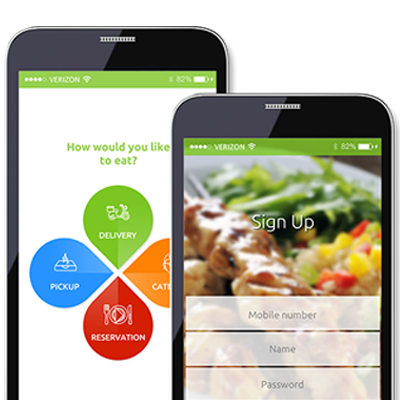 VERIZON 82%
How would you like
to eat?
DELIVERY
PICKUP
RESERVATION
VERIZON 82%
Sign Up
Mobile number
Name
Password